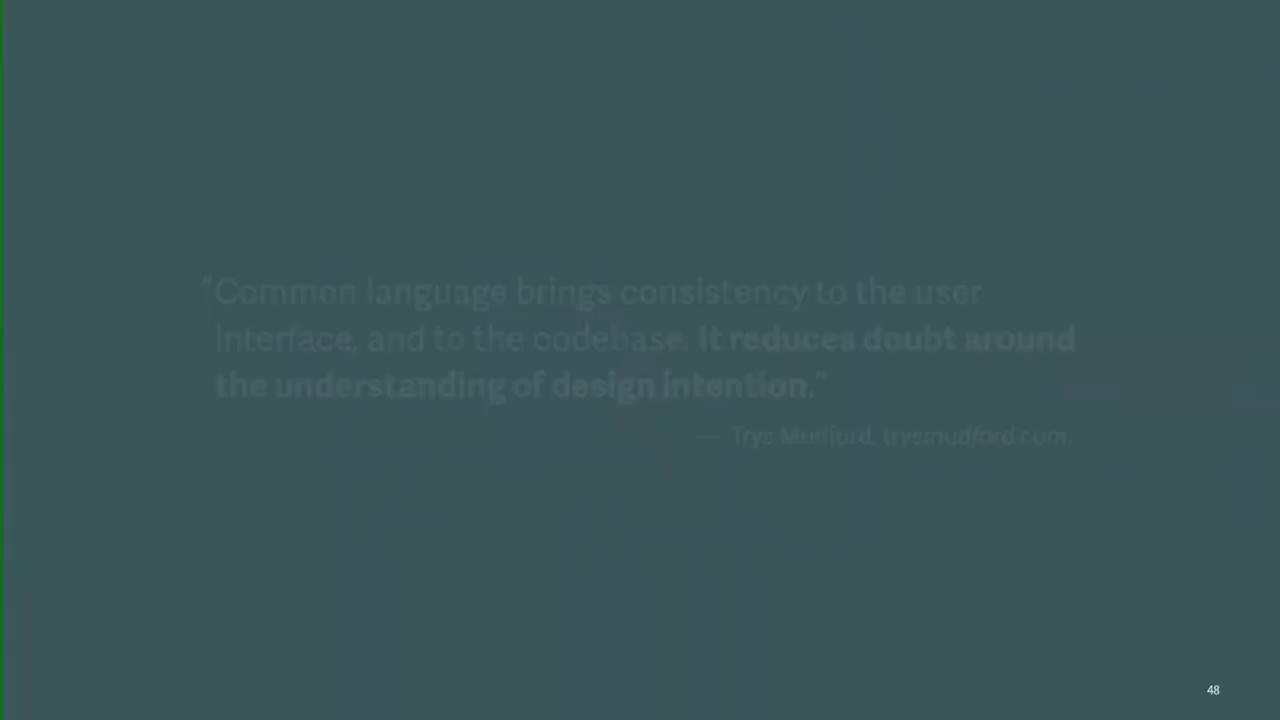 "Common language brings consistency to the user
interface, and to the codebase. It reduces doubt around
the understanding of design intention."
— Trys Mudford, trysmudford.com
48